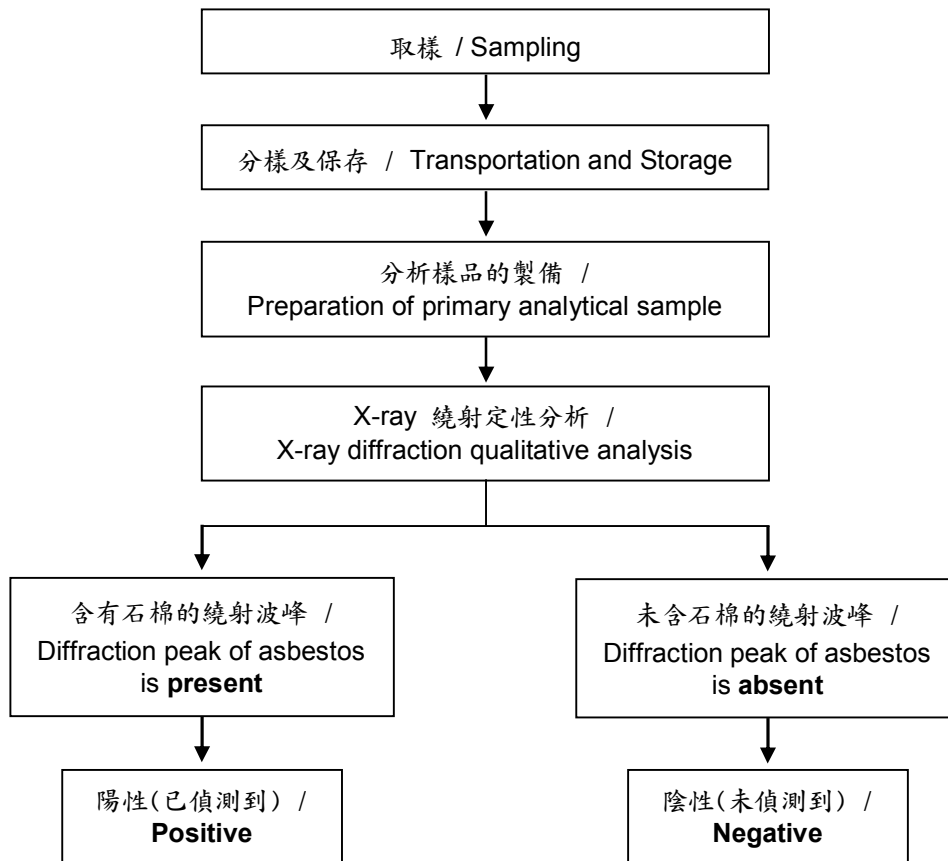 取樣 / Sampling
分樣及保存 / Transportation and Storage
分析樣品的製備 /
Preparation of primary analytical sample
X-ray 繞射定性分析 /
X-ray diffraction qualitative analysis
含有石棉的繞射波峰 /
Diffraction peak of asbestos
is present
未含石棉的繞射波峰 /
Diffraction peak of asbestos
is absent
陽性(已偵測到) /
Positive
陰性(未偵測到) /
Negative